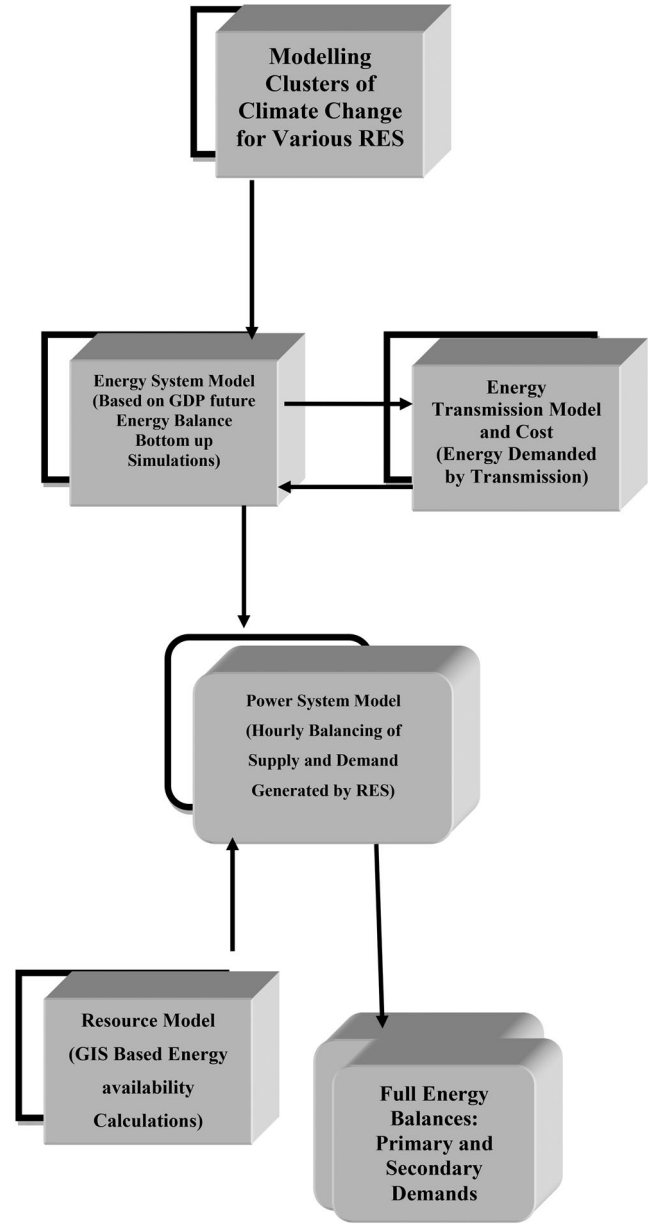 Modelling
Clusters of
Climate Change
for Various RES
Energy System Model
(Based on GDP future
Energy Balance
Bottom up
Simulations)
Energy
Transmission Model
and Cost
(Energy Demanded
by Transmission)
Power System Model
(Hourly Balancing of
Supply and Demand
Generated by RES)
Resource Model
(GIS Based Energy
availability
Calculations)
Full Energy
Balances:
Primary and
Secondary
Demands